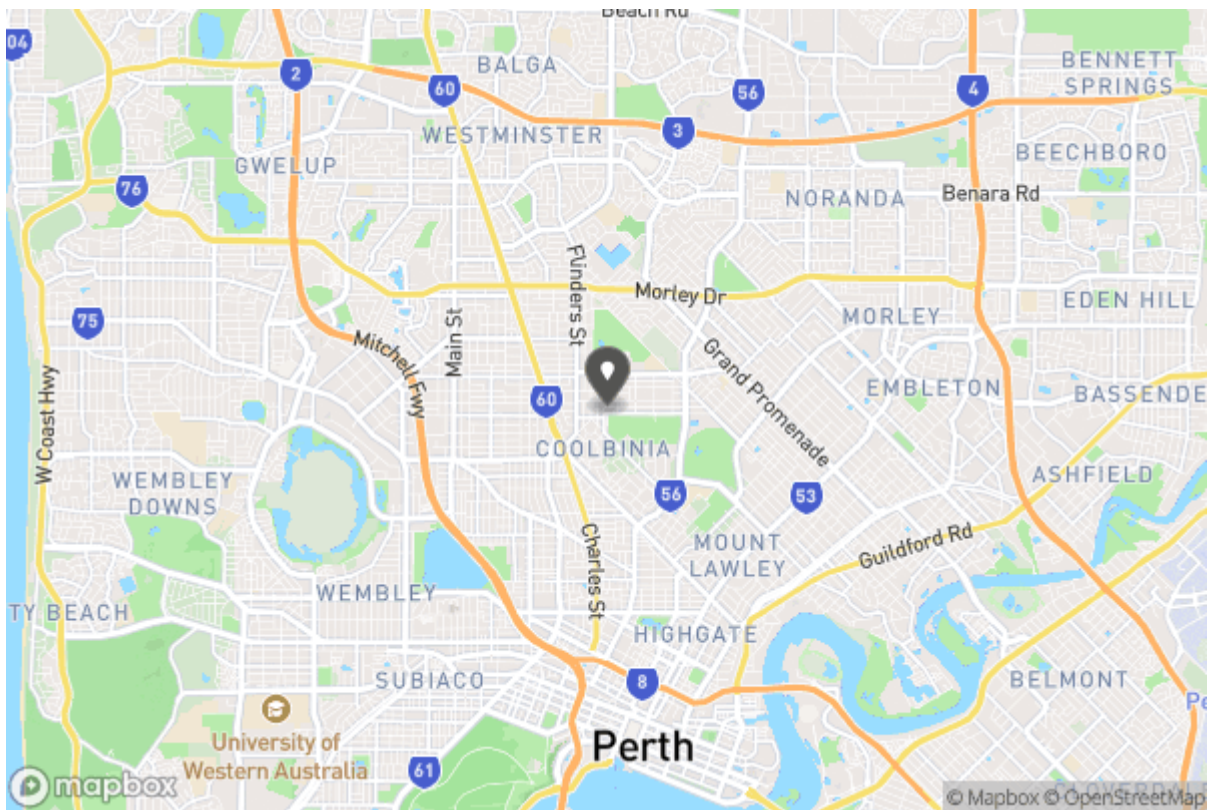 Beach Rd
04
2
BALGA
60
56
4
BENNETT
SPRINGS
WESTMINSTER
3
GWELUP
BEECHBORO
76
NORANDA
Benara Rd
Flinders St
Morley Dr
EDEN HILL
75
Main St
MORLEY
Mitchell Fwy
Grand Promenade
W Coast Hwy
60
EMBLETON
BASSENDE
COOLBINIA
WEMBLEY
DOWNS
56
53
ASHFIELD
Charles St
MOUNT
LAWLEY
Guildford Rd
WEMBLEY
TY BEACH
HIGHGATE
SUBIACO
8
BELMONT
Pe
University of
Western Australia
61
Perth
mapbox
© Mapbox © OpenStreetMap